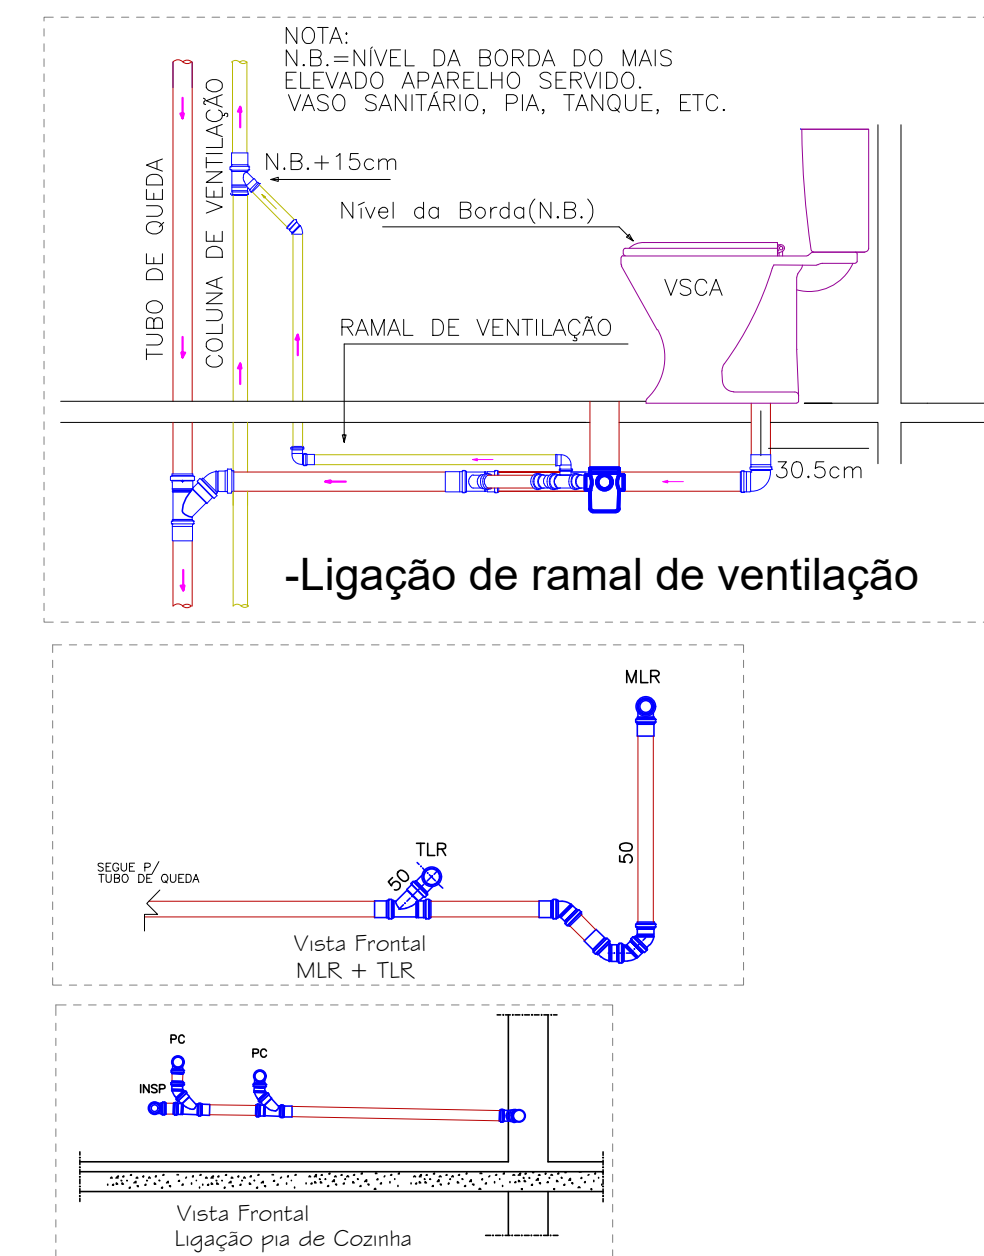 NOTA:
N.B.=NÍVEL DA BORDA DO MAIS
ELEVADO APARELHO SERVIDO.
VASO SANITÁRIO, PIA, TANQUE, ETC.
TUBO DE QUEDA
COLUNA DE VENTILAÇÃO
N.B.+15cm
Nível da Borda(N.B.)
VSCA
RAMAL DE VENTILAÇÃO
30.5cm
-Ligação de ramal de ventilação
MLR
50
TLR
50
SEGUE P/
TUBO DE QUEDA
Vista Frontal
MLR + TLR
PC
PC
INSP
Vista Frontal
Ligação pia de Cozinha